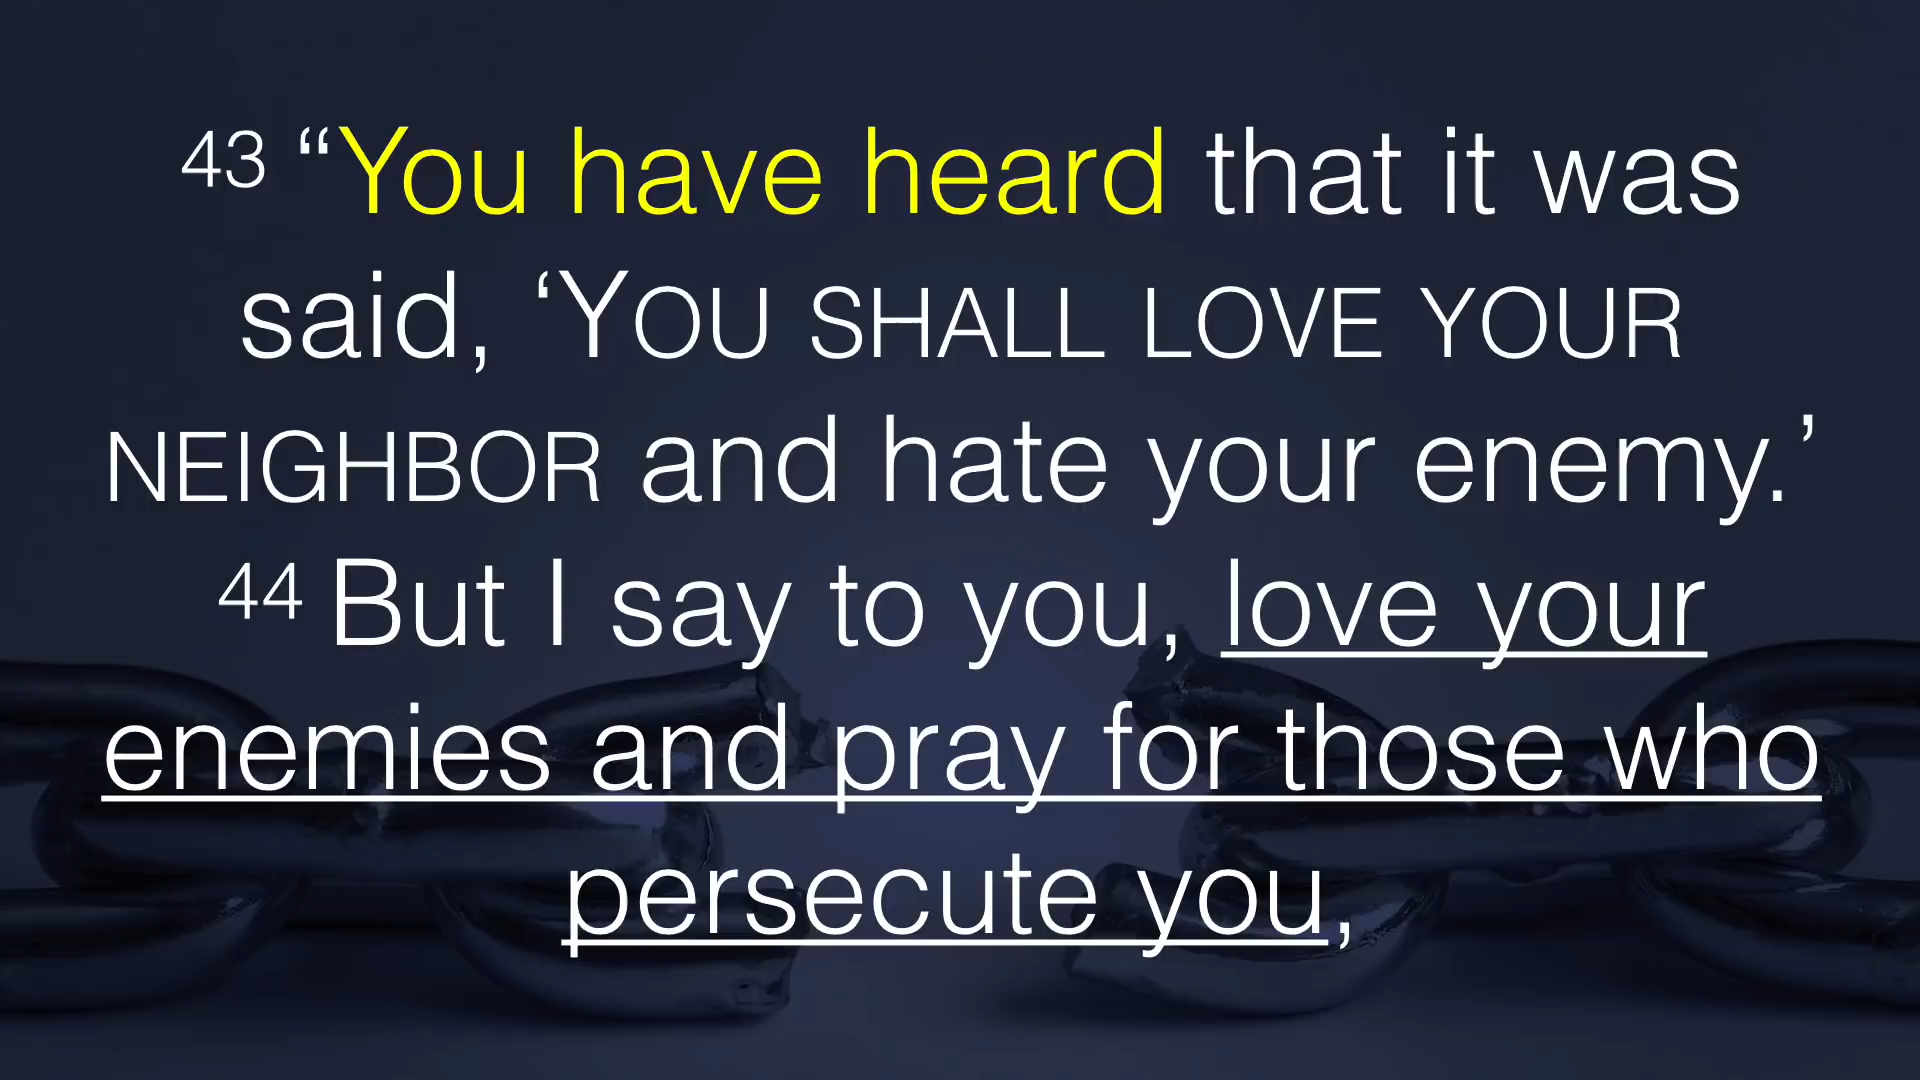 43 “You have heard that it was
said, ‘YOU SHALL LOVE YOUR
NEIGHBOR and hate your enemy.’
44 But I say to you, love your
enemies and pray for those who
persecute you,